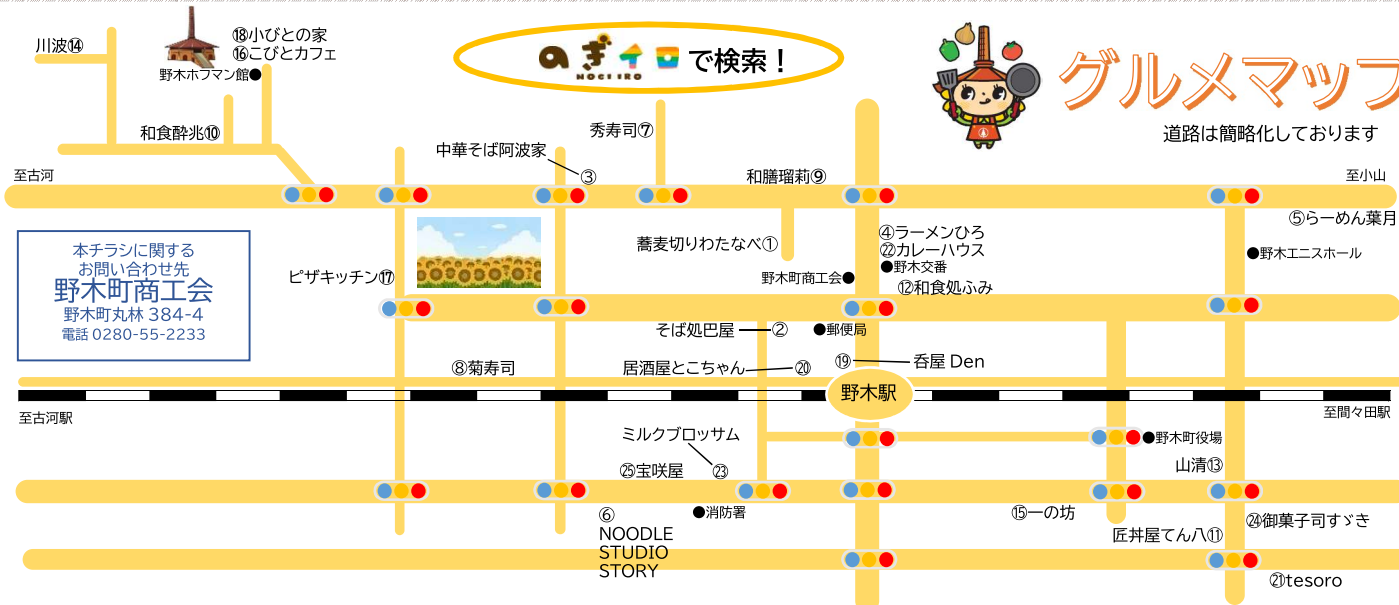 川波⑭
⑱小びとの家
⑯こびとカフェ
野木ホフマン館●
のぎイロで検索！
NOGI IRO
グルメマップ
道路は簡略化しております
和食酔兆⑩
秀寿司⑦
中華そば阿波家
③
和膳瑠莉⑨
至古河
至小山
⑤らーめん葉月
本チラシに関する
お問い合わせ先
野木町商工会
野木町丸林 384-4
電話 0280-55-2233
蕎麦切りわたなべ①
④ラーメンひろ
㉒カレーハウス
●野木交番
●野木エニスホール
ピザキッチン⑰
野木町商工会●
⑫和食処ふみ
そば処巴屋
②
●郵便局
⑧菊寿司
居酒屋とこちゃん
⑳
⑲
呑屋 Den
野木駅
至古河駅
至間々田駅
ミルクブロッサム
●野木町役場
㉕宝咲屋
㉓
山清⑬
⑥
NOODLE
STUDIO
STORY
●消防署
⑮一の坊
㉔御菓子司すゞき
匠丼屋てん八⑪
㉑tesoro